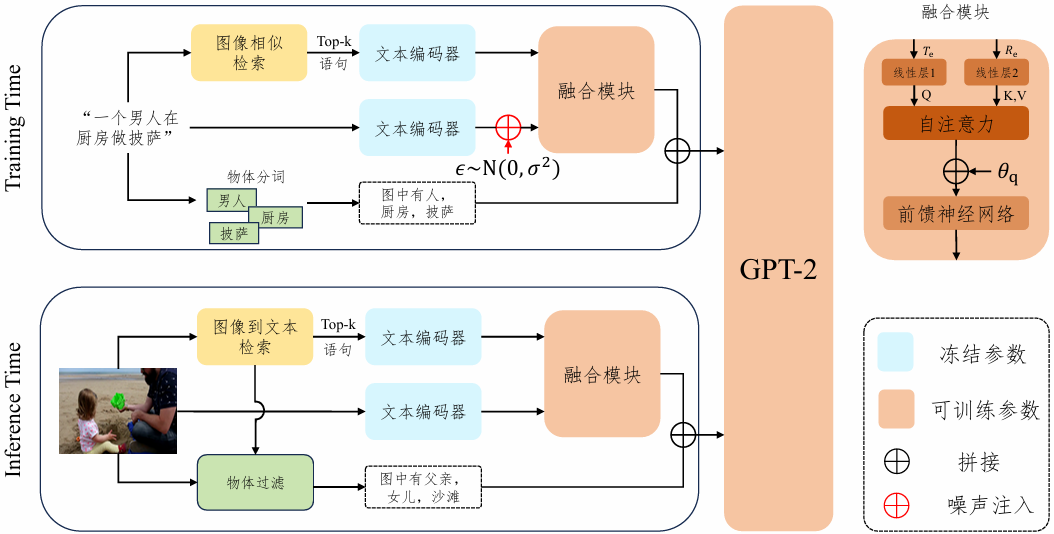 Training Time
“一个男人在
厨房做披萨”
图像相似
检索
Top-k
语句
文本编码器
文本编码器
ϵ~N(0, σ²)
融合模块
物体分词
男人
厨房
披萨
图中有人，
厨房，披萨
Inference Time
图像到文本
检索
Top-k
语句
文本编码器
文本编码器
融合模块
物体过滤
图中有父亲，
女儿，沙滩
GPT-2
融合模块
Te
Re
线性层1
线性层2
Q
K,V
自注意力
θq
前馈神经网络
冻结参数
可训练参数
拼接
噪声注入